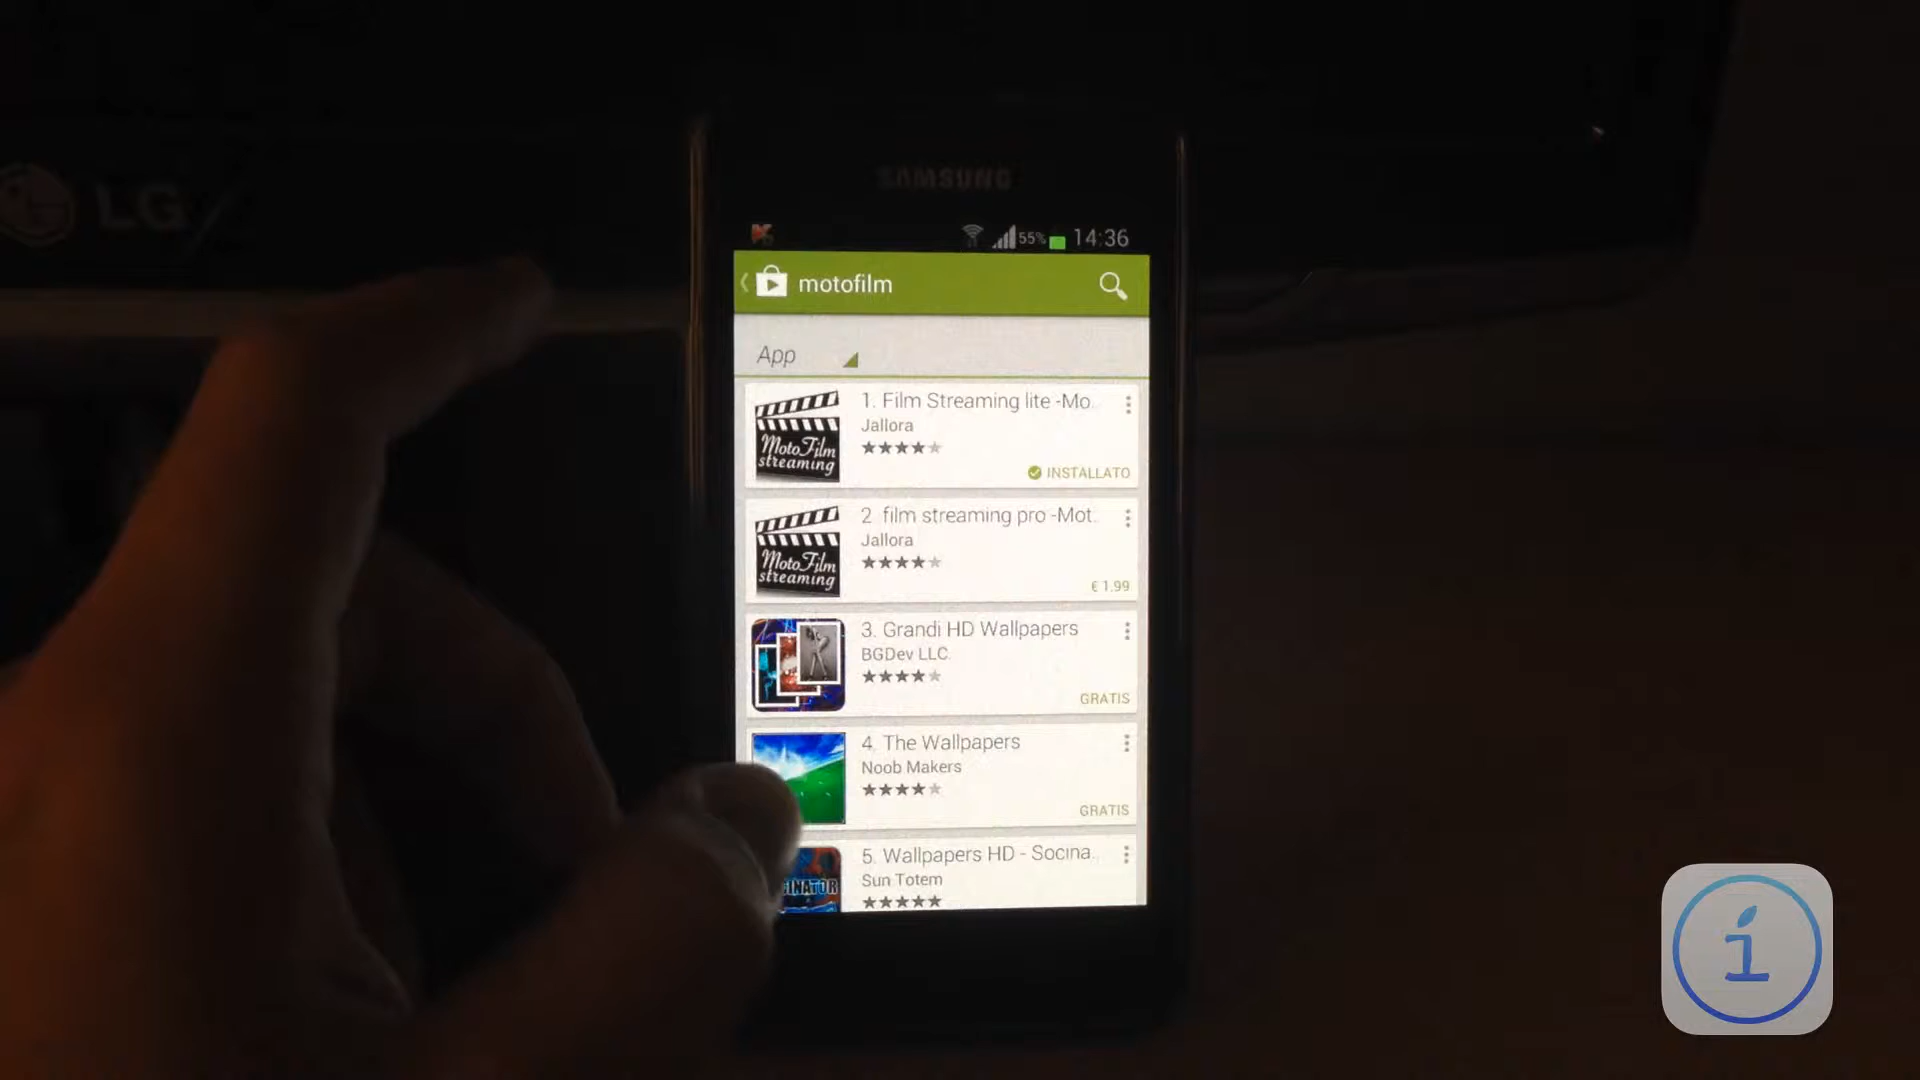 LG
SAMSUNG
55% 14:36
motofilm
App
1. Film Streaming lite -Mo..
Jallora
INSTALLATO
MotoFilm
streaming
2 film streaming pro -Mot.
Jallora
€ 1.99
MotoFilm
streaming
3. Grandi HD Wallpapers
BGDev LLC
GRATIS
4. The Wallpapers
Noob Makers
GRATIS
5. Wallpapers HD - Socina..
Sun Totem
INATOR
i